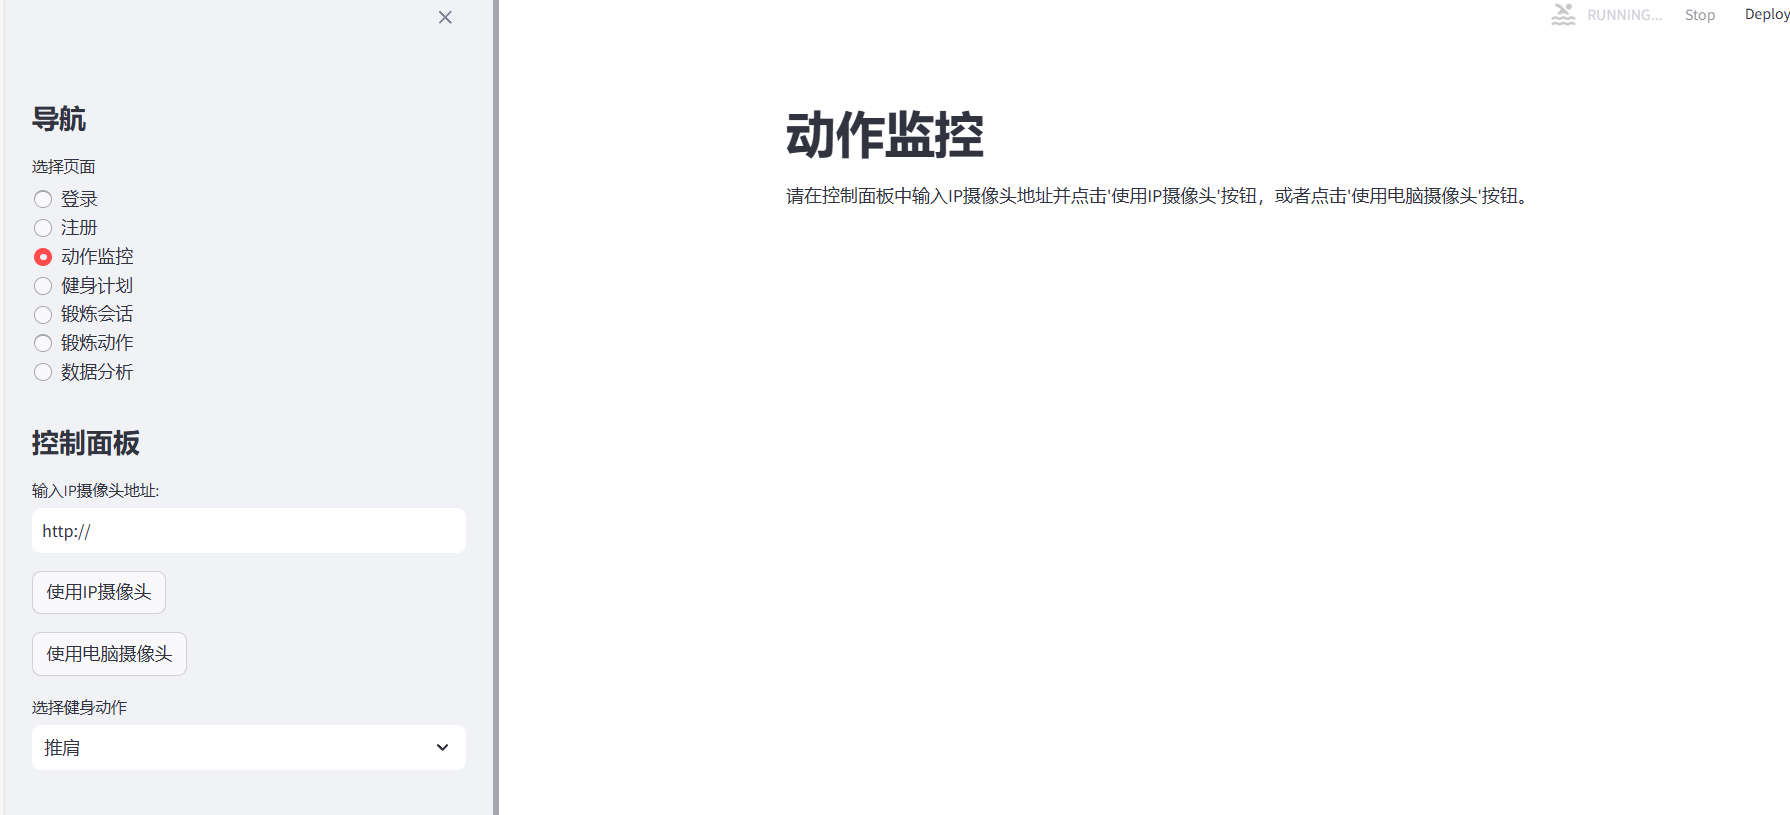 导航
选择页面
登录
注册
动作监控
健身计划
锻炼会话
锻炼动作
数据分析
控制面板
输入IP摄像头地址:
http://
使用IP摄像头
使用电脑摄像头
选择健身动作
推肩
RUNNING...
Stop
Deploy
动作监控
请在控制面板中输入IP摄像头地址并点击'使用IP摄像头'按钮，或者点击'使用电脑摄像头'按钮。